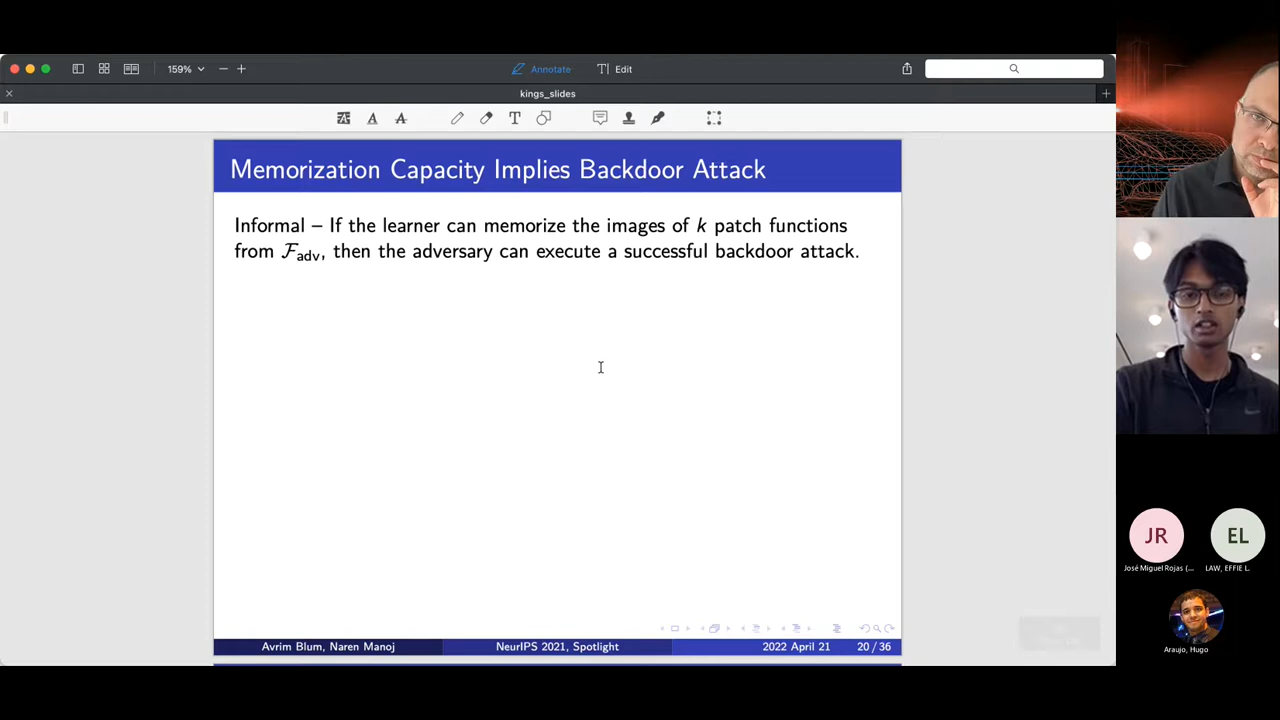 159%
Annotate
Edit
kings_slides
Memorization Capacity Implies Backdoor Attack
Informal – If the learner can memorize the images of k patch functions
from F_adv, then the adversary can execute a successful backdoor attack.
Avrim Blum, Naren Manoj
NeurIPS 2021, Spotlight
2022 April 21
20 / 36
JR
EL
José Miguel Rojas (...
LAW, EFFIE L.
Araujo, Hugo